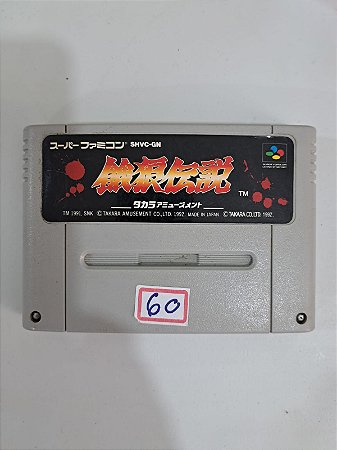 スーパーファミコン® SHVC-GN
餓狼伝説
TM
タカラアミューズメント
TM 1991, SNK ©TAKARA AMUSEMENT CO.,LTD. 1992, MADE IN JAPAN ©TAKARA CO.,LTD. 1992.
60